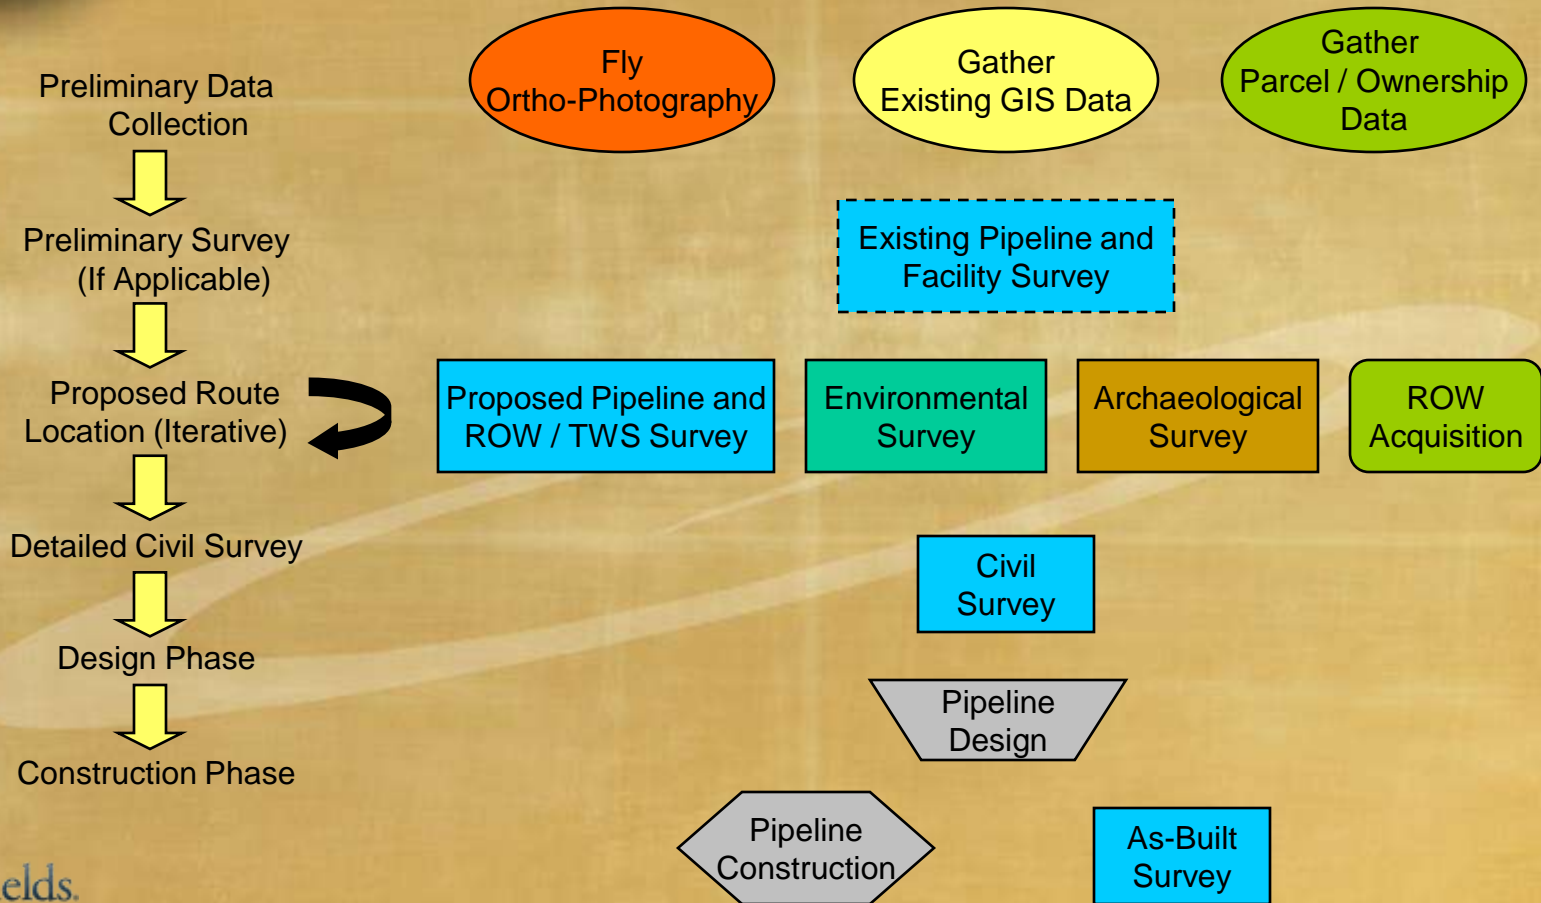 Preliminary Data
Collection
Fly
Ortho-Photography
Gather
Existing GIS Data
Gather
Parcel / Ownership
Data
Preliminary Survey
(If Applicable)
Existing Pipeline and
Facility Survey
Proposed Route
Location (Iterative)
Proposed Pipeline and
ROW / TWS Survey
Environmental
Survey
Archaeological
Survey
ROW
Acquisition
Detailed Civil Survey
Civil
Survey
Design Phase
Pipeline
Design
Construction Phase
Pipeline
Construction
As-Built
Survey
elds.